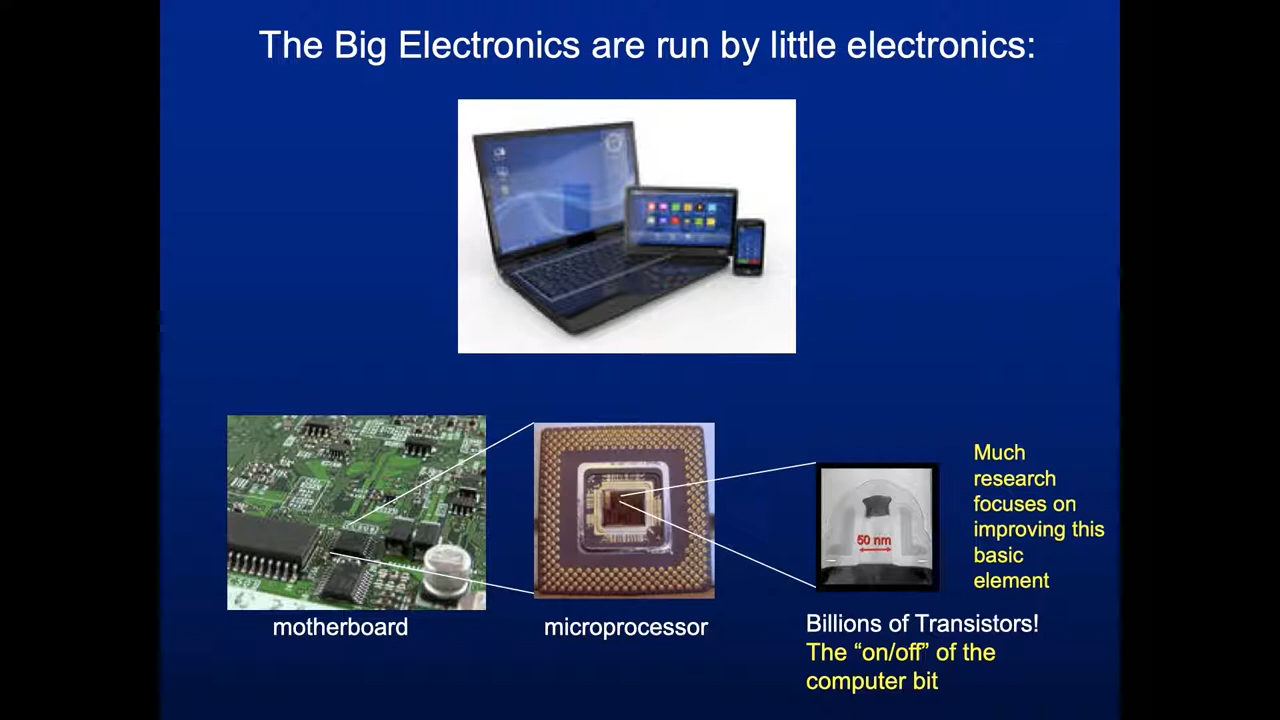 The Big Electronics are run by little electronics:
Much
research
focuses on
improving this
basic
element
50 nm
motherboard
microprocessor
Billions of Transistors!
The “on/off” of the
computer bit